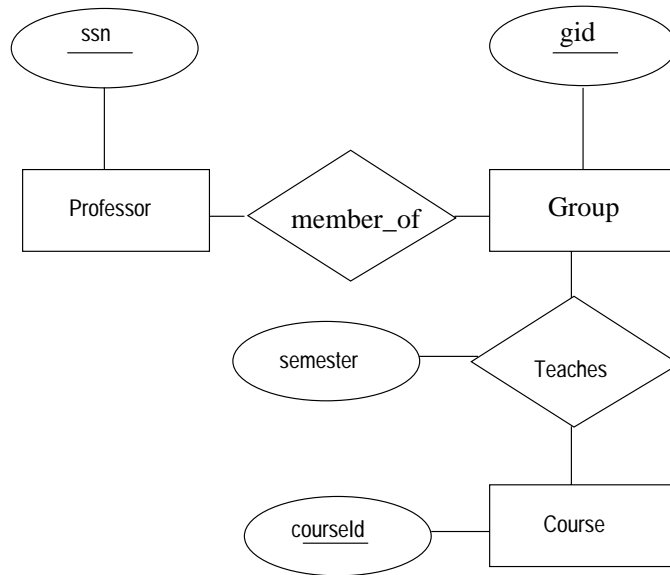 ssn
gid
Professor
member_of
Group
semester
Teaches
courseId
Course